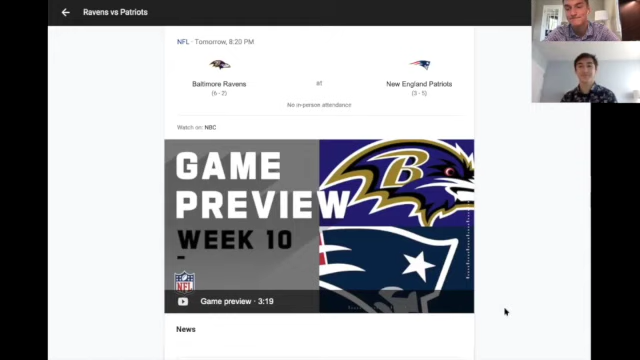 Ravens vs Patriots
NFL · Tomorrow, 8:20 PM
Baltimore Ravens
(6 - 2)
at
New England Patriots
(3 - 5)
No in-person attendance
Watch on: NBC
GAME
PREVIEW
WEEK 10
NFL
B
Game preview · 3:19
News